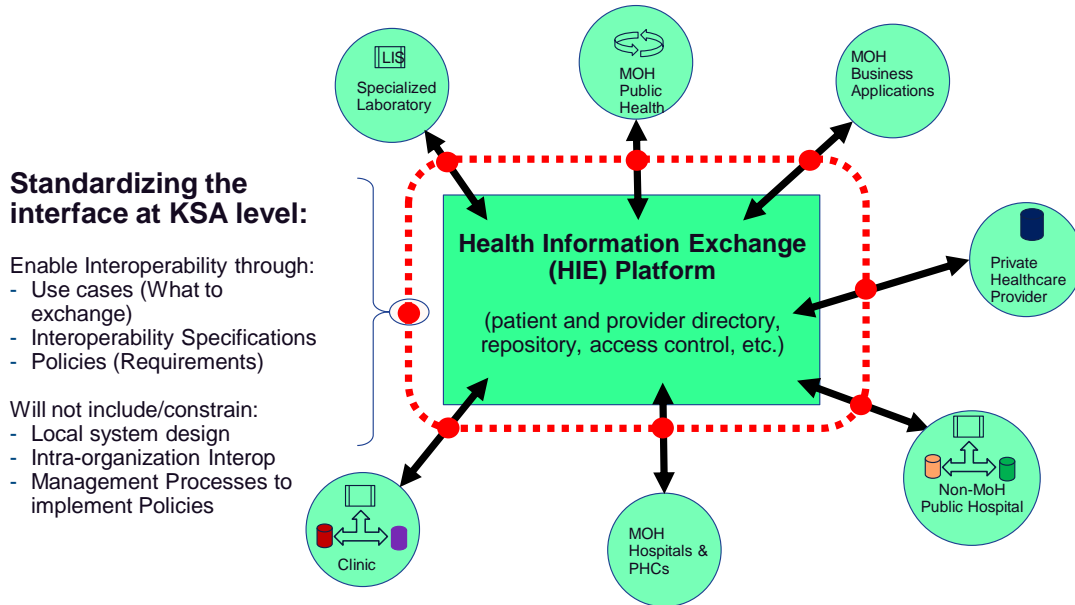 LIS
Specialized
Laboratory
MOH
Public
Health
MOH
Business
Applications
Standardizing the
interface at KSA level:
Enable Interoperability through:
- Use cases (What to
exchange)
- Interoperability Specifications
- Policies (Requirements)
Will not include/constrain:
- Local system design
- Intra-organization Interop
- Management Processes to
implement Policies
Health Information Exchange
(HIE) Platform
(patient and provider directory,
repository, access control, etc.)
Private
Healthcare
Provider
Non-MoH
Public Hospital
MOH
Hospitals &
PHCs
Clinic